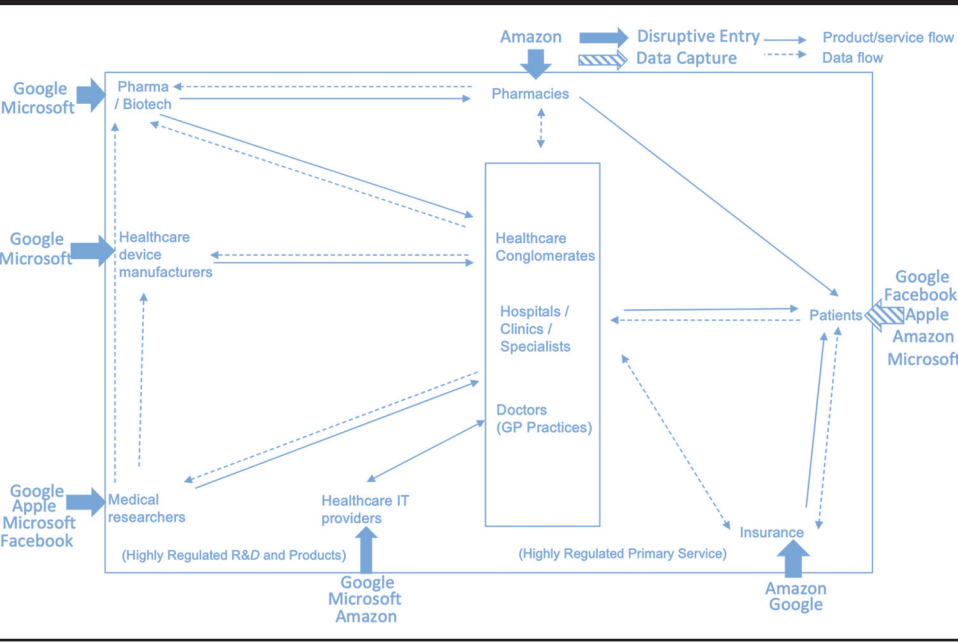 Amazon
Disruptive Entry
Product/service flow
Data Capture
Data flow
Google
Microsoft
Pharma
/ Biotech
Pharmacies
Google
Microsoft
Healthcare
device
manufacturers
Healthcare
Conglomerates
Hospitals /
Clinics /
Specialists
Doctors
(GP Practices)
Patients
Google
Facebook
Apple
Amazon
Microsoft
Google
Apple
Microsoft
Facebook
Medical
researchers
Healthcare IT
providers
Insurance
(Highly Regulated R&D and Products)
(Highly Regulated Primary Service)
Google
Microsoft
Amazon
Amazon
Google